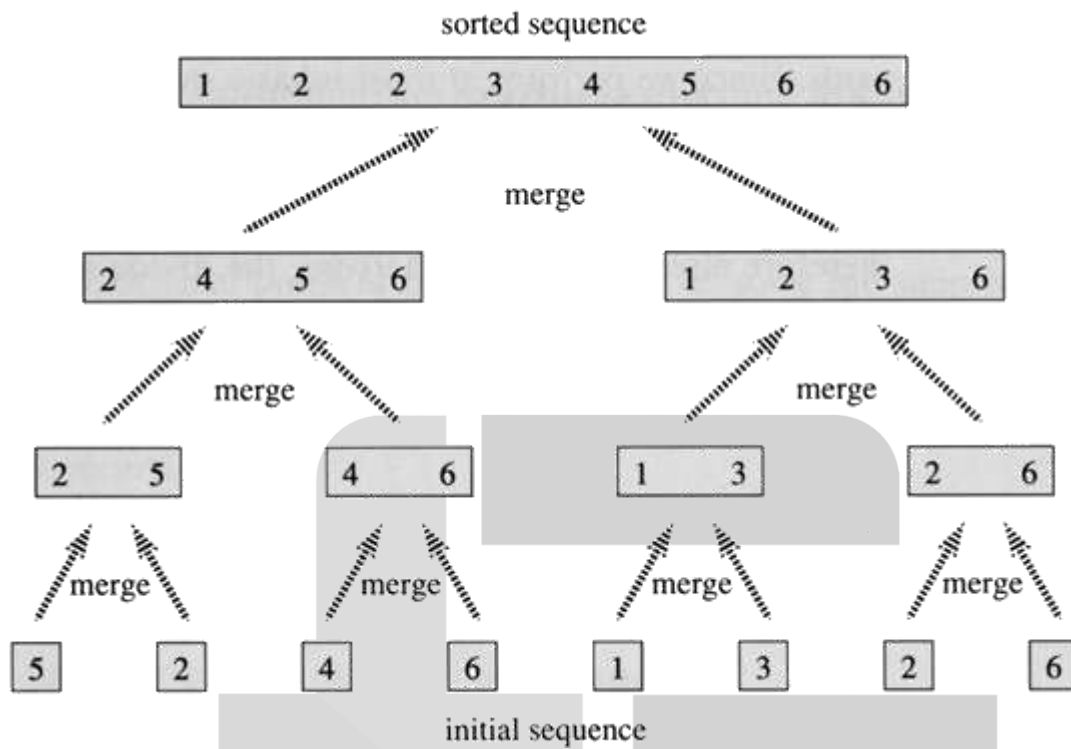 sorted sequence
1 2 2 3 4 5 6 6
merge
2 4 5 6
1 2 3 6
merge
merge
2 5
4 6
1 3
2 6
merge
merge
merge
merge
5
2
4
6
1
3
2
6
initial sequence